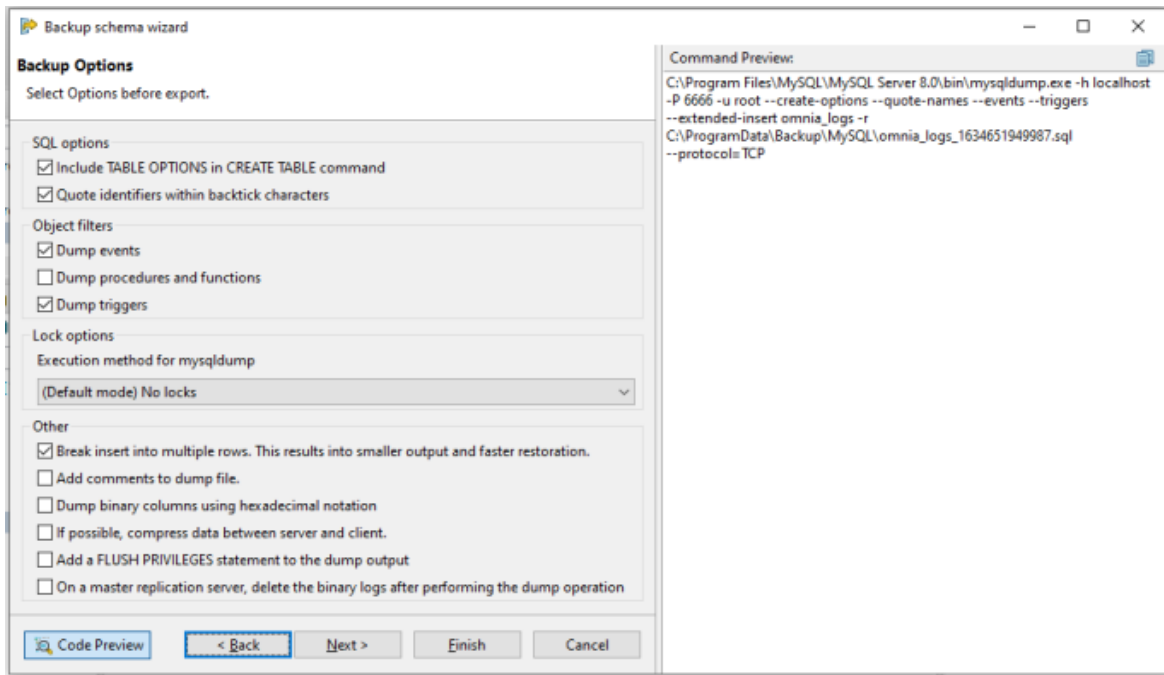 Backup schema wizard
Backup Options
Select Options before export.
SQL options
Include TABLE OPTIONS in CREATE TABLE command
Quote identifiers within backtick characters
Object filters
Dump events
Dump procedures and functions
Dump triggers
Lock options
Execution method for mysqldump
(Default mode) No locks
Other
Break insert into multiple rows. This results into smaller output and faster restoration.
Add comments to dump file.
Dump binary columns using hexadecimal notation
If possible, compress data between server and client.
Add a FLUSH PRIVILEGES statement to the dump output
On a master replication server, delete the binary logs after performing the dump operation
Code Preview
< Back
Next >
Finish
Cancel
Command Preview:
C:\Program Files\MySQL\MySQL Server 8.0\bin\mysqldump.exe -h localhost
-P 6666 -u root --create-options --quote-names --events --triggers
--extended-insert omnia_logs -r
C:\ProgramData\Backup\MySQL\omnia_logs_1634651949987.sql
--protocol=TCP